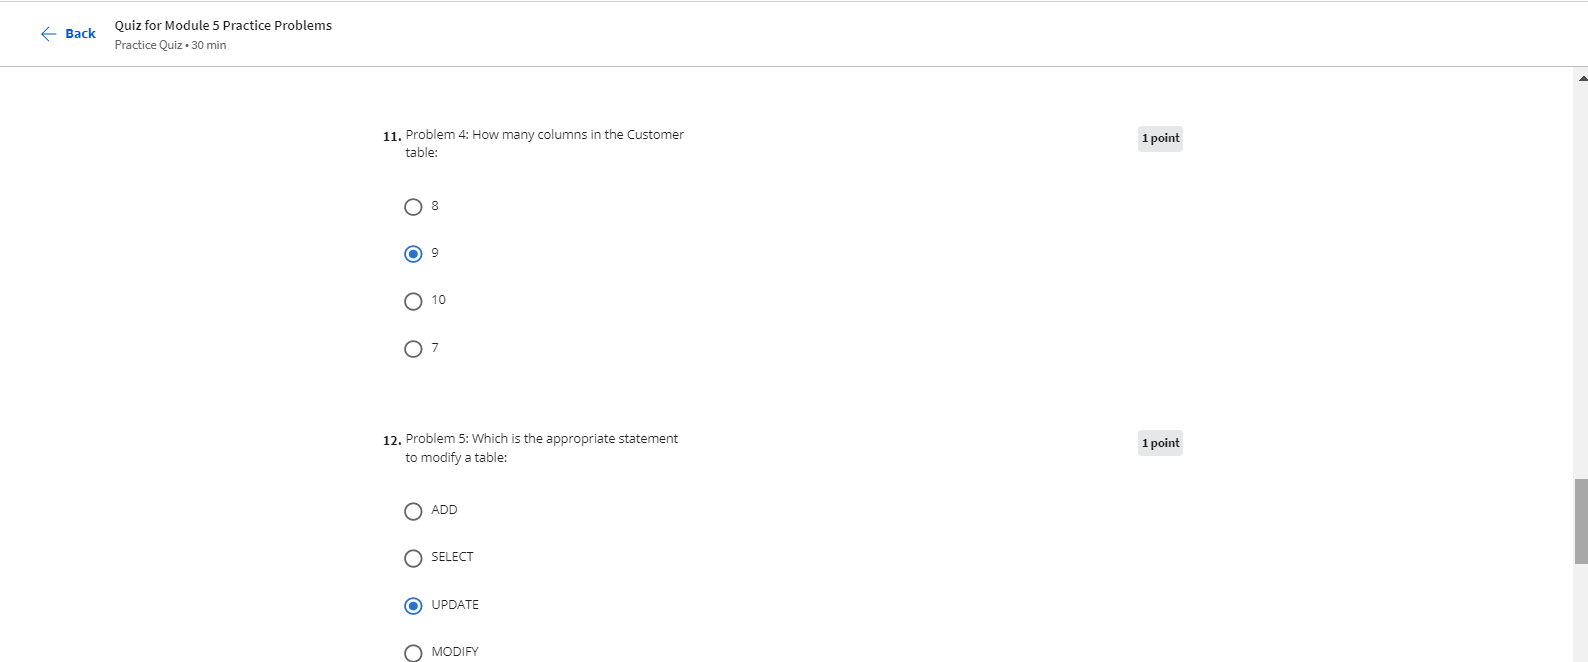 Back
Quiz for Module 5 Practice Problems
Practice Quiz • 30 min
11. Problem 4: How many columns in the Customer
table:
1 point
8
9
10
7
12. Problem 5: Which is the appropriate statement
to modify a table:
1 point
ADD
SELECT
UPDATE
MODIFY